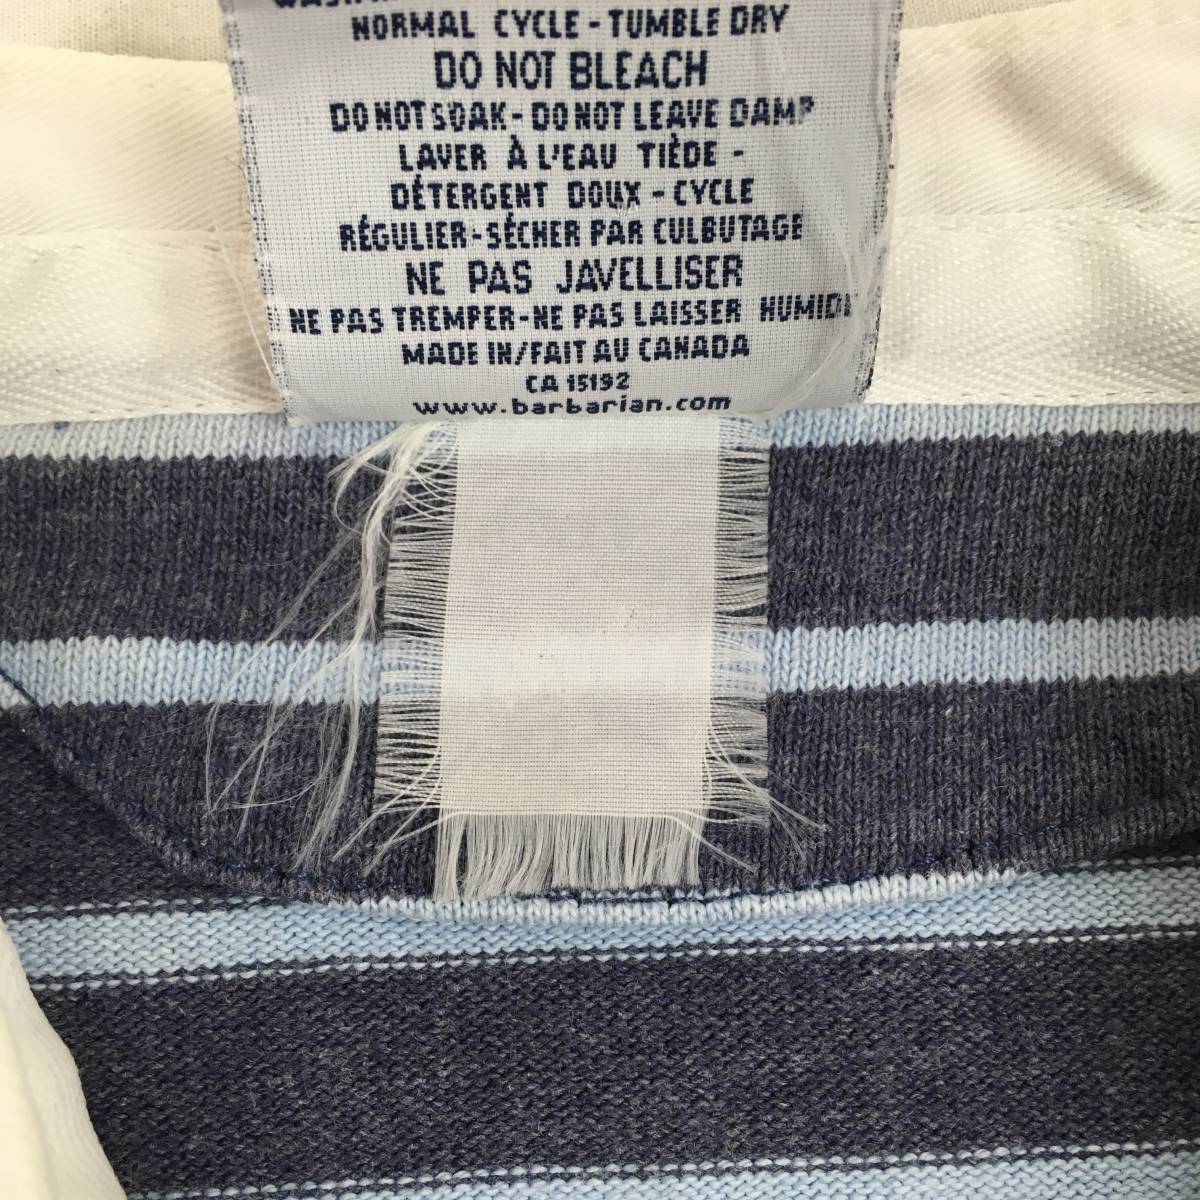 NORMAL CYCLE - TUMBLE DRY
DO NOT BLEACH
DO NOT SOAK - DO NOT LEAVE DAMP
LAVER À L'EAU TIÈDE -
DÉTERGENT DOUX - CYCLE
RÉGULIER - SÉCHER PAR CULBUTAGE
NE PAS JAVELLISER
NE PAS TREMPER - NE PAS LAISSER HUMIDE
MADE IN/FAIT AU CANADA
CA 15192
www.barbarian.com